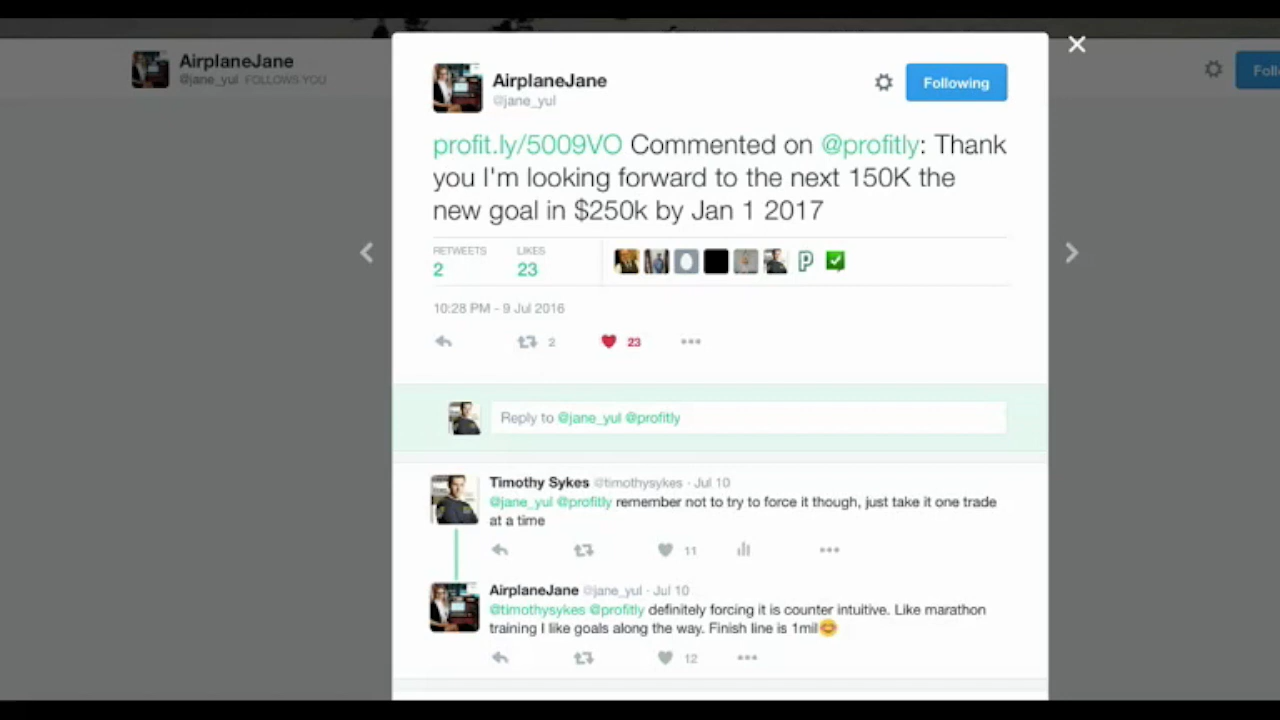 AirplaneJane
@jane_yul FOLLOWS YOU
AirplaneJane
@jane_yul
Following
profit.ly/5009VO Commented on @profitly: Thank
you I'm looking forward to the next 150K the
new goal in $250k by Jan 1 2017
RETWEETS
2
LIKES
23
10:28 PM - 9 Jul 2016
2
23
Reply to @jane_yul @profitly
Timothy Sykes @timothysykes · Jul 10
@jane_yul @profitly remember not to try to force it though, just take it one trade
at a time
11
AirplaneJane @jane_yul · Jul 10
@timothysykes @profitly definitely forcing it is counter intuitive. Like marathon
training I like goals along the way. Finish line is 1mil😊
12